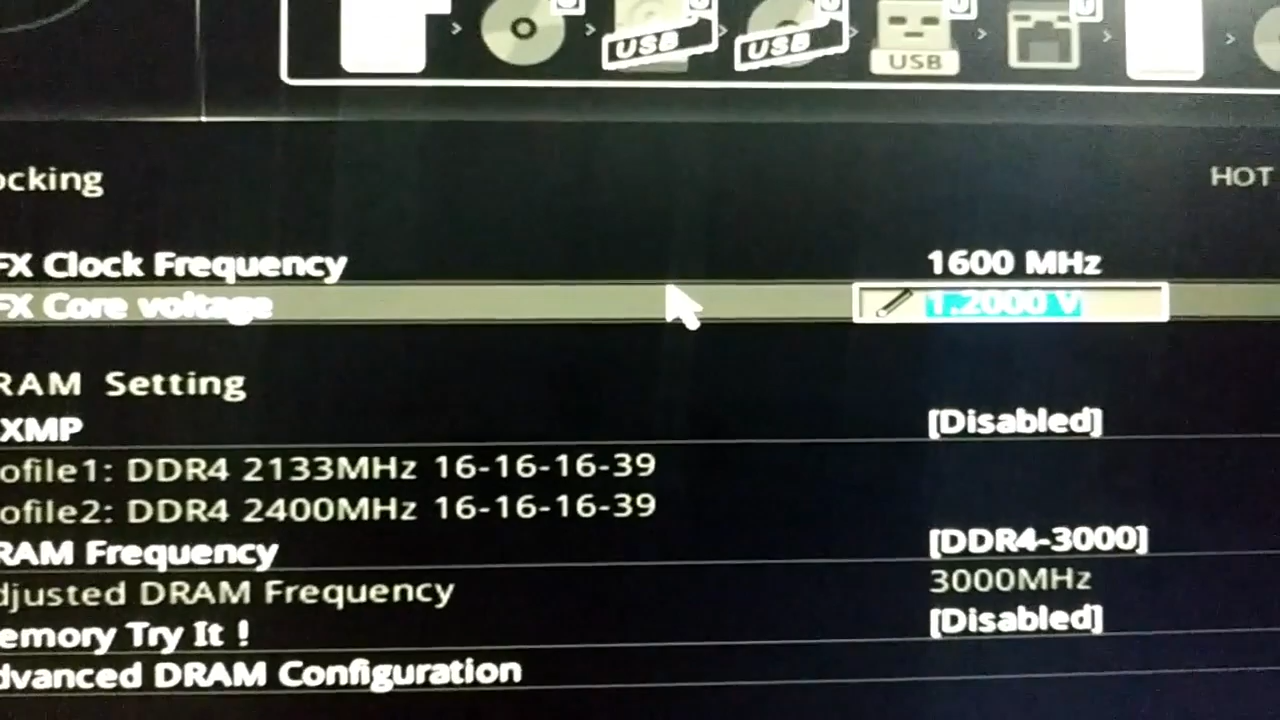 USB USB USB
ocking
HOT
FX Clock Frequency 1600 MHz
FX Core voltage 1.2000 V
RAM Setting
XMP [Disabled]
ofile1: DDR4 2133MHz 16-16-16-39
ofile2: DDR4 2400MHz 16-16-16-39
RAM Frequency [DDR4-3000]
djusted DRAM Frequency 3000MHz
emory Try It ! [Disabled]
dvanced DRAM Configuration